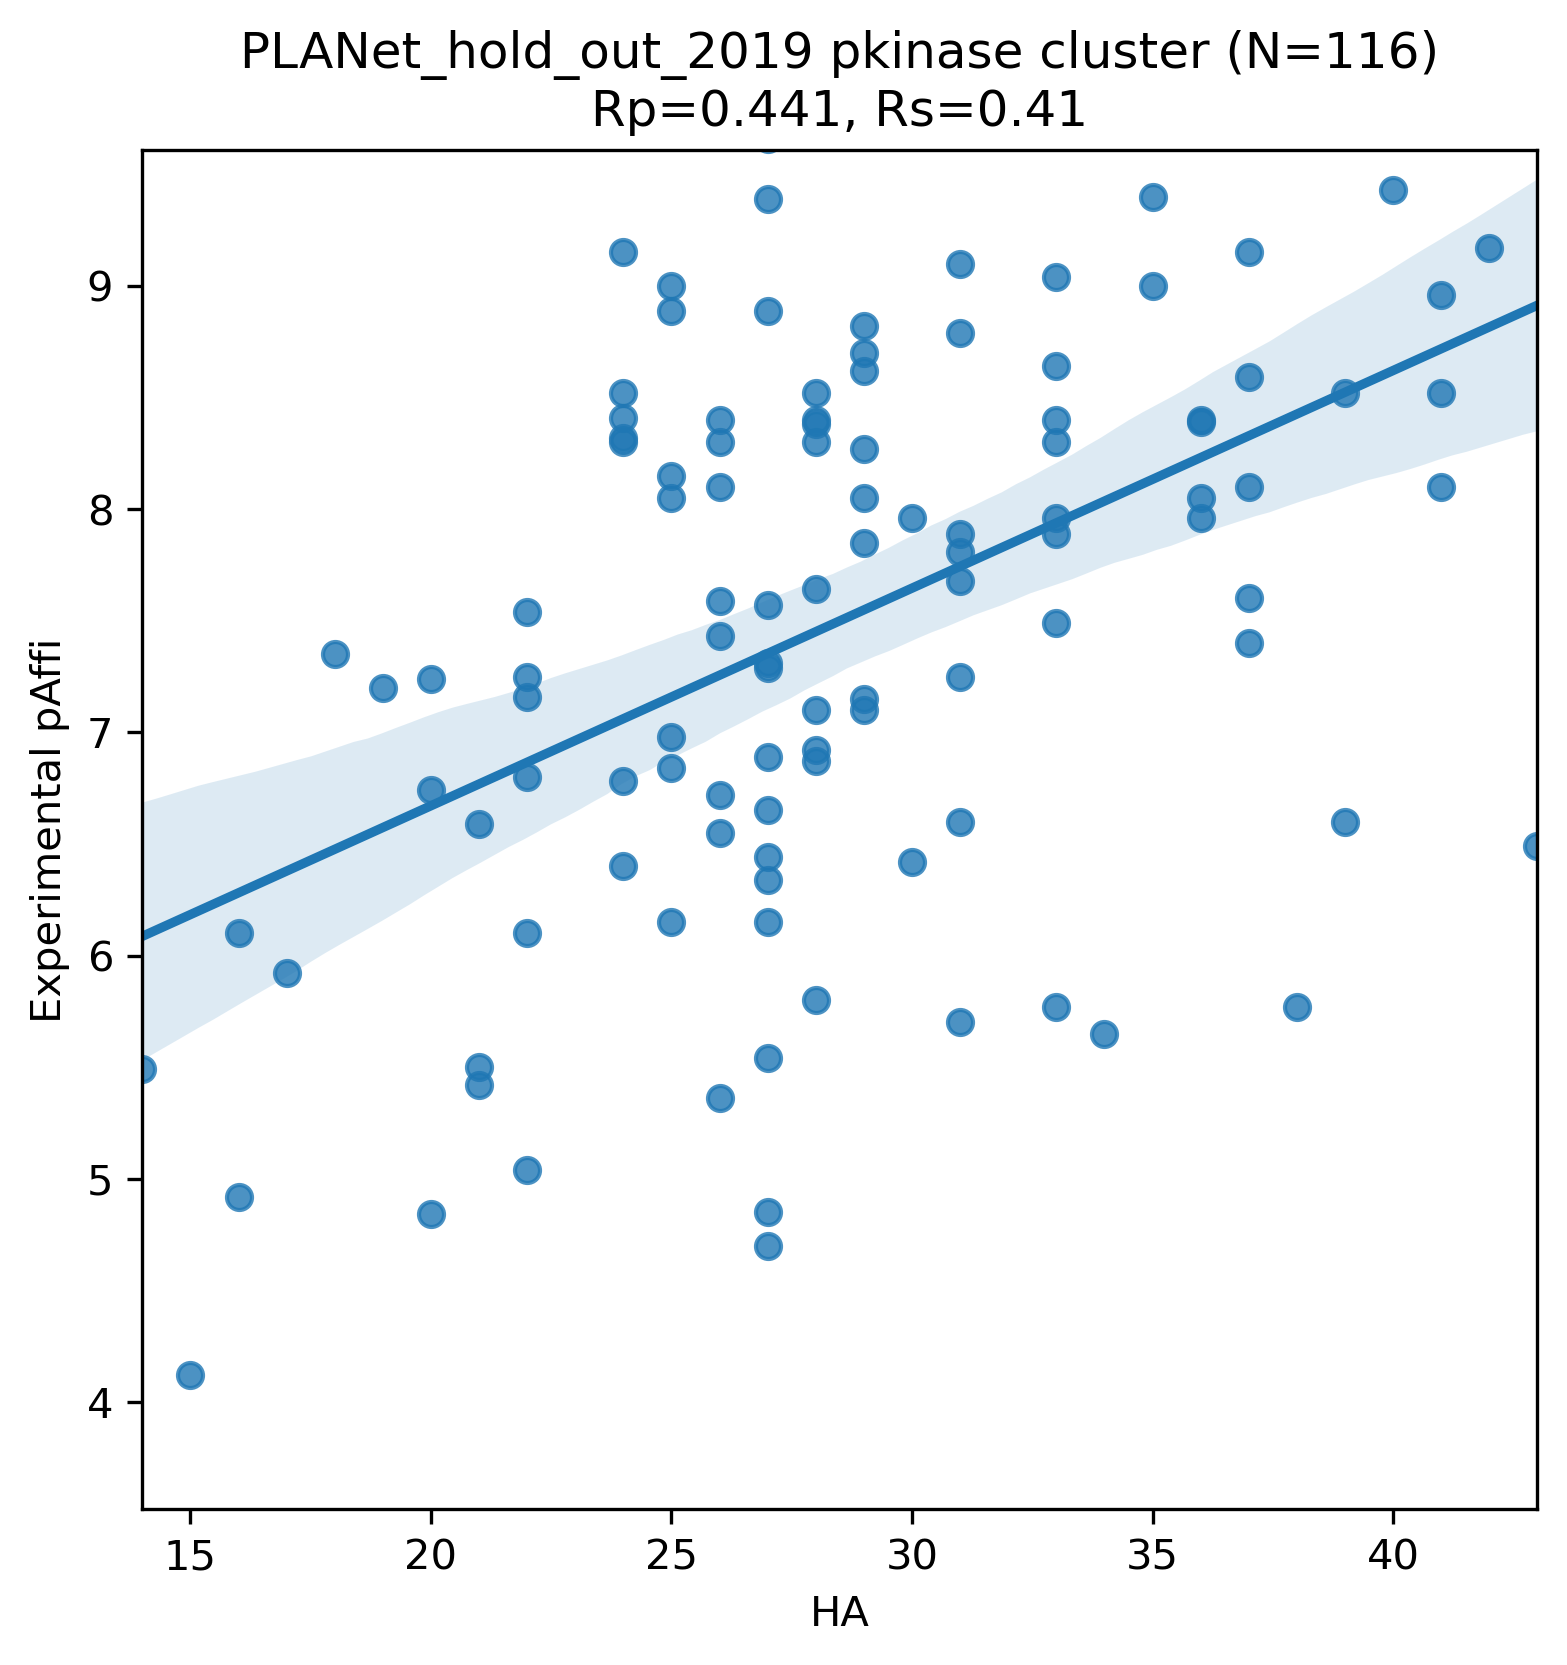 PLANet_hold_out_2019 pkinase cluster (N=116)
Rp=0.441, Rs=0.41
Experimental pAffi
9
8
7
6
5
4
15 20 25 30 35 40
HA